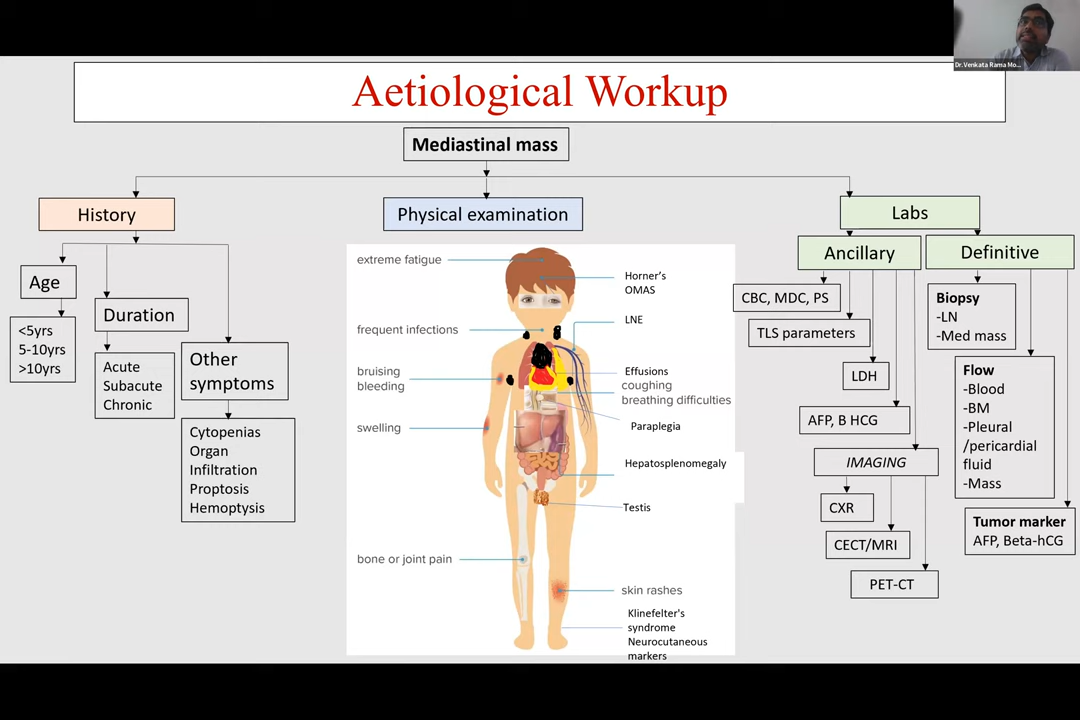 Dr.Venkata Rama Mo...
Aetiological Workup
Mediastinal mass
History
Age
<5yrs
5-10yrs
>10yrs
Duration
Acute
Subacute
Chronic
Other
symptoms
Cytopenias
Organ
Infiltration
Proptosis
Hemoptysis
Physical examination
extreme fatigue
frequent infections
bruising
bleeding
swelling
bone or joint pain
Horner's
OMAS
LNE
Effusions
coughing
breathing difficulties
Paraplegia
Hepatosplenomegaly
Testis
skin rashes
Klinefelter's
syndrome
Neurocutaneous
markers
Labs
Ancillary
CBC, MDC, PS
TLS parameters
LDH
AFP, B HCG
IMAGING
CXR
CECT/MRI
PET-CT
Definitive
Biopsy
-LN
-Med mass
Flow
-Blood
-BM
-Pleural
/pericardial
fluid
-Mass
Tumor marker
AFP, Beta-hCG